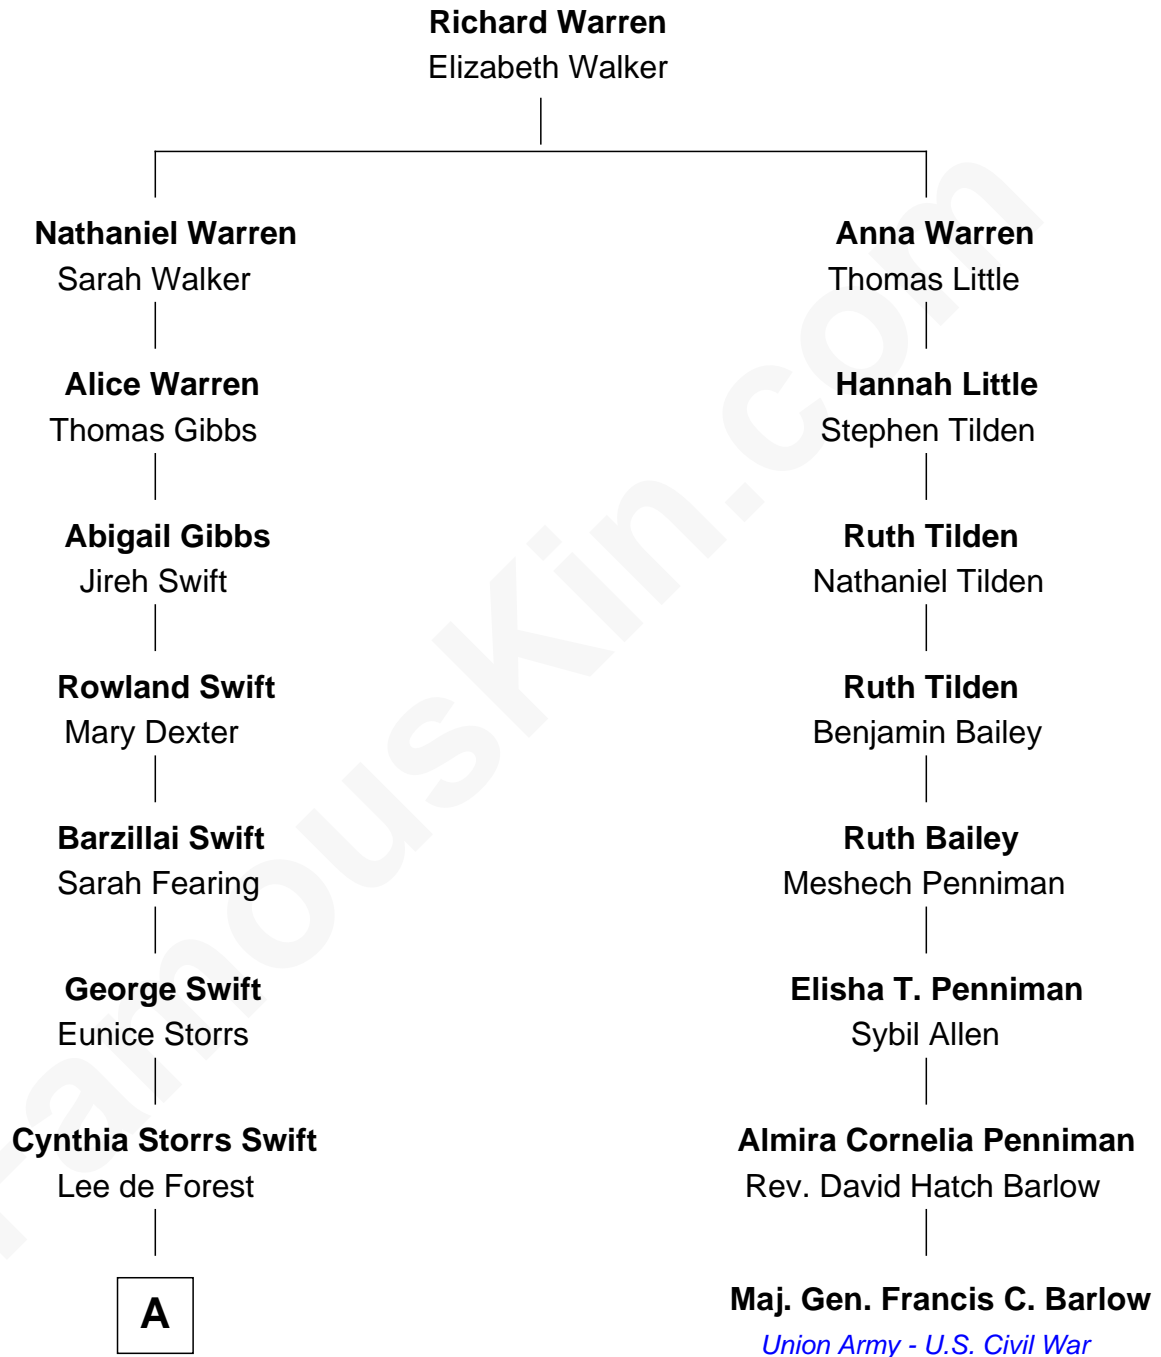 Richard Warren
Elizabeth Walker
Nathaniel Warren
Sarah Walker
Anna Warren
Thomas Little
Alice Warren
Thomas Gibbs
Hannah Little
Stephen Tilden
Abigail Gibbs
Jireh Swift
Ruth Tilden
Nathaniel Tilden
Rowland Swift
Mary Dexter
Ruth Tilden
Benjamin Bailey
Barzillai Swift
Sarah Fearing
Ruth Bailey
Meshech Penniman
George Swift
Eunice Storrs
Elisha T. Penniman
Sybil Allen
Cynthia Storrs Swift
Lee de Forest
Almira Cornelia Penniman
Rev. David Hatch Barlow
A
Maj. Gen. Francis C. Barlow
Union Army - U.S. Civil War
FamousKin.com